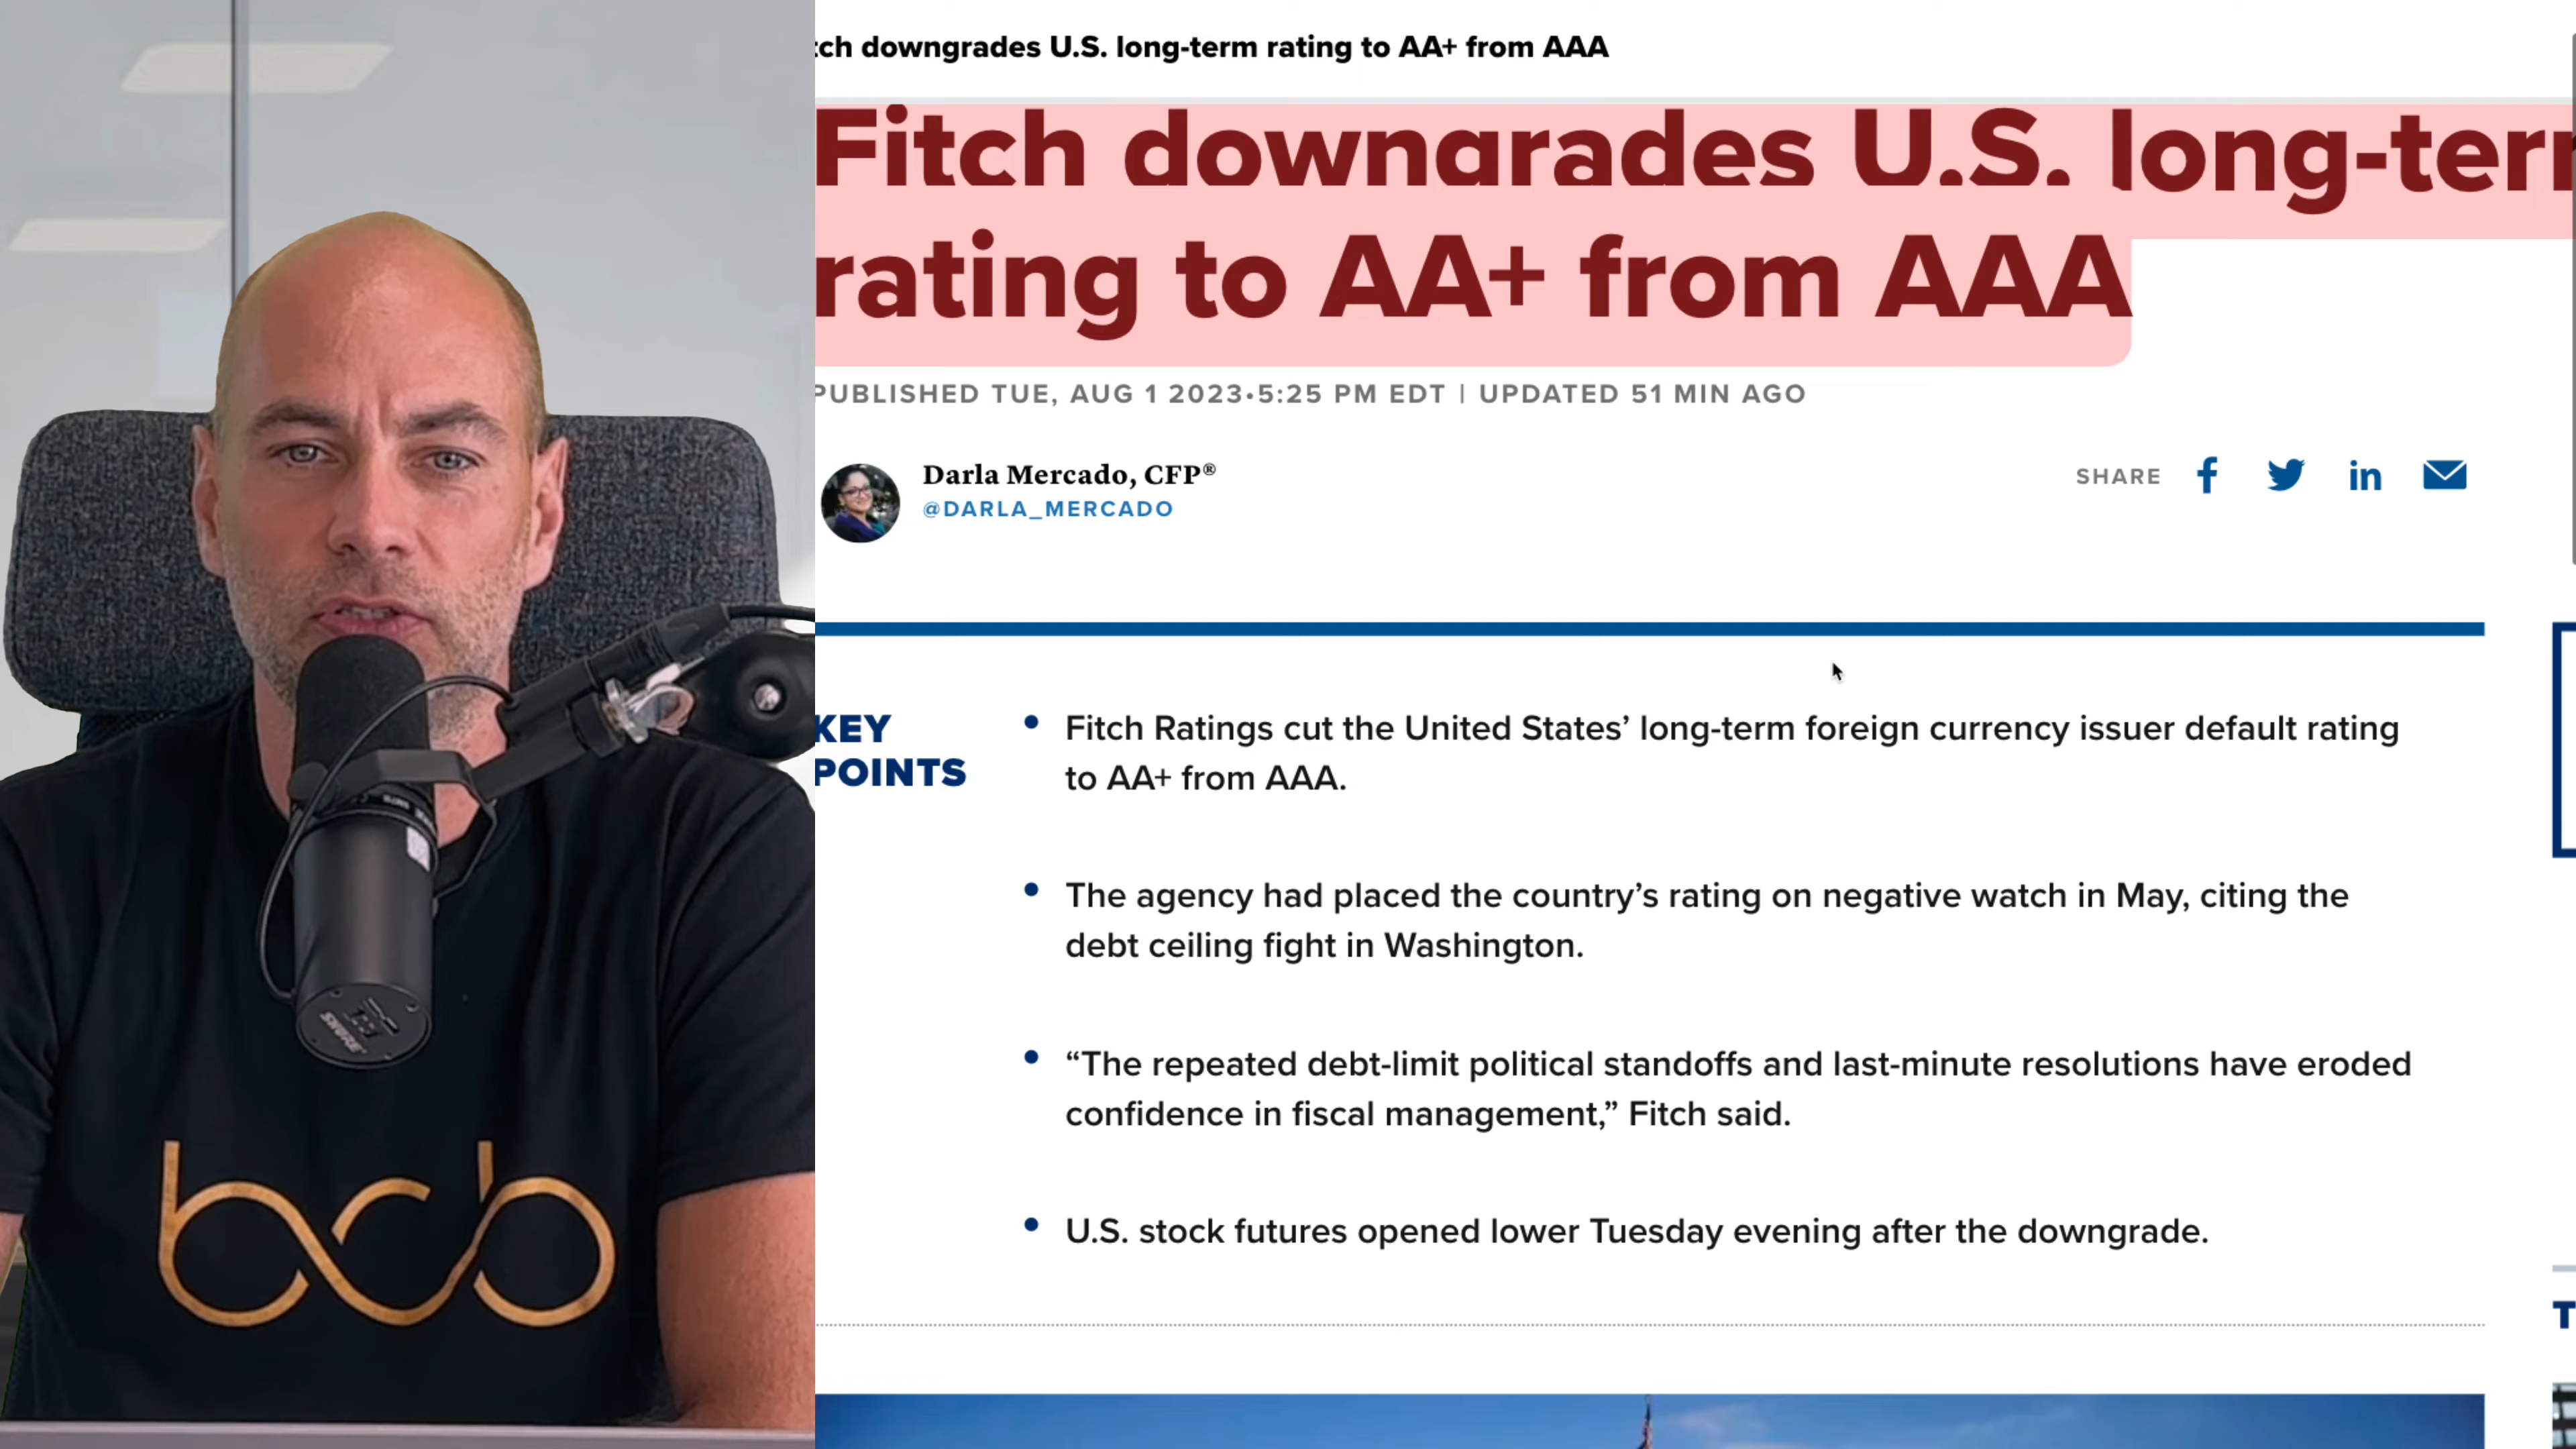 tch downgrades U.S. long-term rating to AA+ from AAA
Fitch downgrades U.S. long-ter
rating to AA+ from AAA
PUBLISHED TUE, AUG 1 2023•5:25 PM EDT | UPDATED 51 MIN AGO
Darla Mercado, CFP®
@DARLA_MERCADO
SHARE
KEY
POINTS
• Fitch Ratings cut the United States’ long-term foreign currency issuer default rating
to AA+ from AAA.
• The agency had placed the country’s rating on negative watch in May, citing the
debt ceiling fight in Washington.
• “The repeated debt-limit political standoffs and last-minute resolutions have eroded
confidence in fiscal management,” Fitch said.
• U.S. stock futures opened lower Tuesday evening after the downgrade.
T
SHURE
bcb